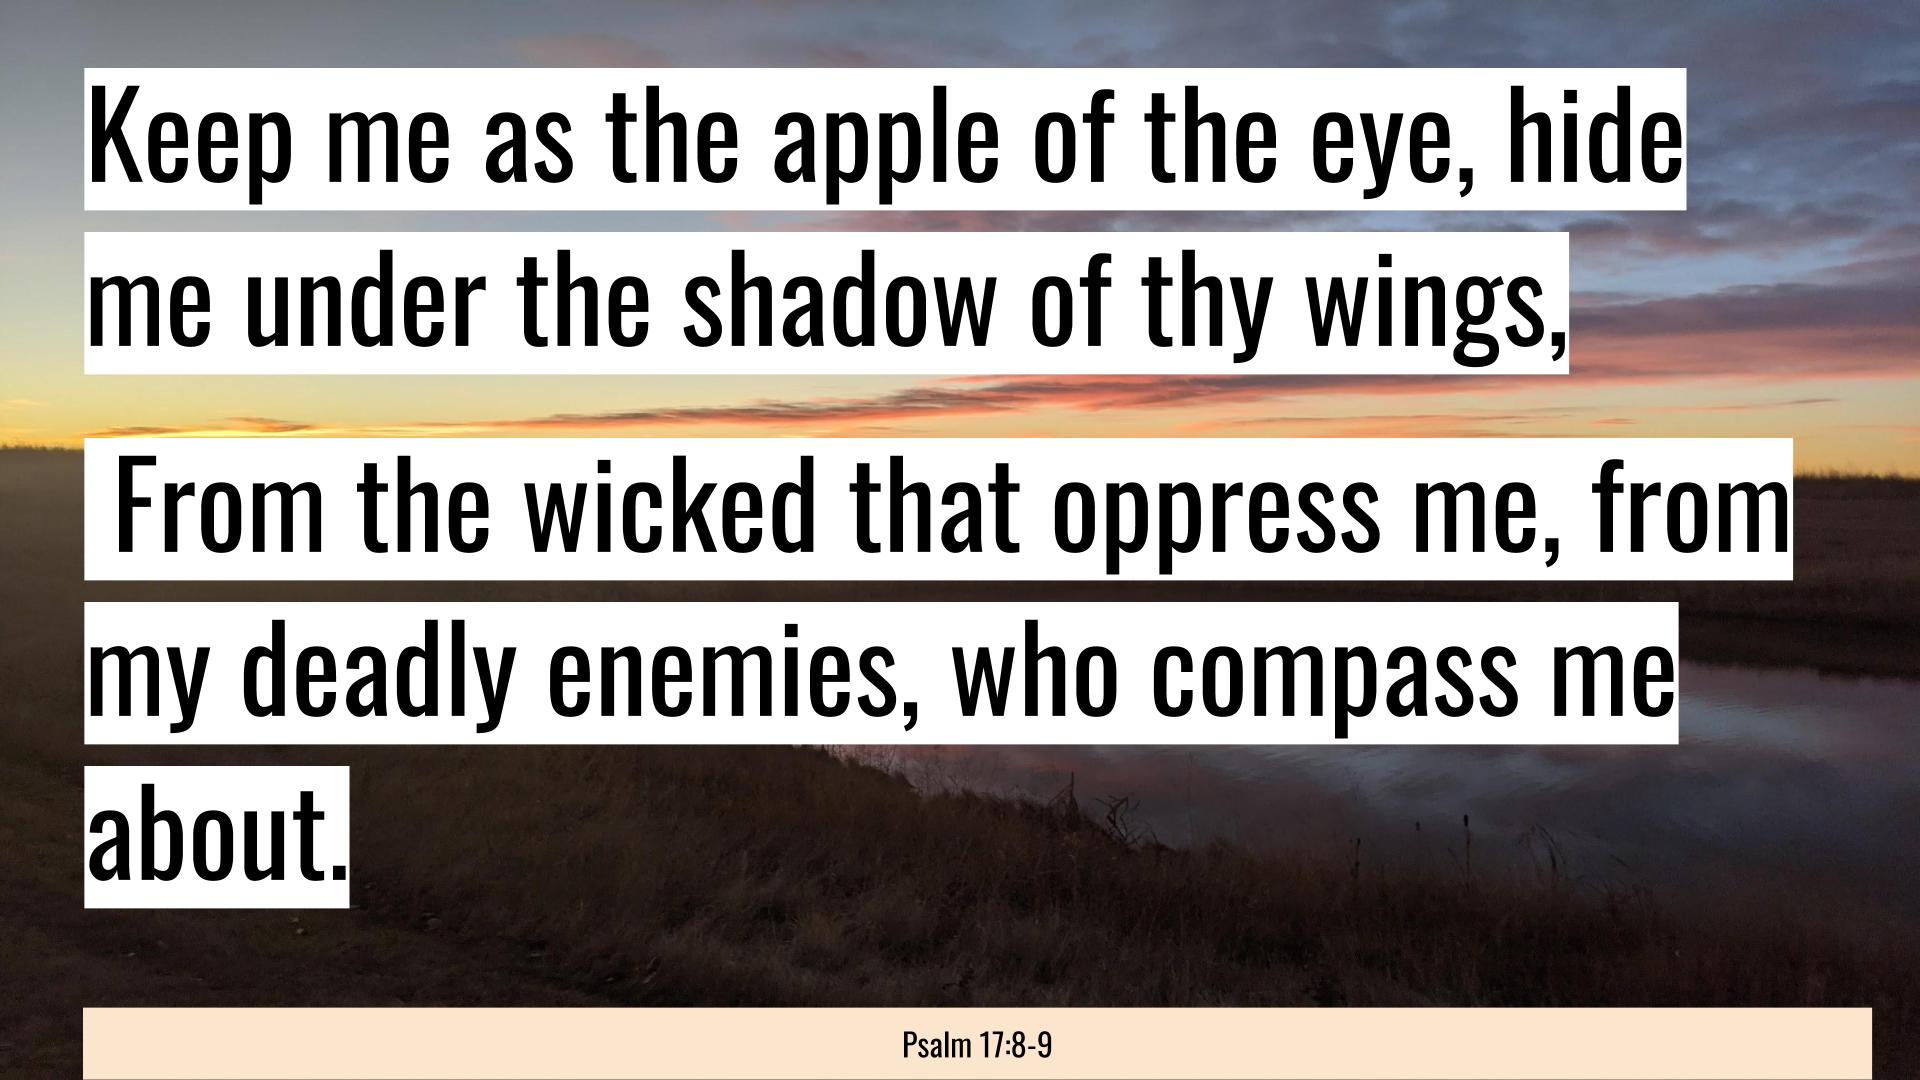 Keep me as the apple of the eye, hide
me under the shadow of thy wings,
From the wicked that oppress me, from
my deadly enemies, who compass me
about.
Psalm 17:8-9